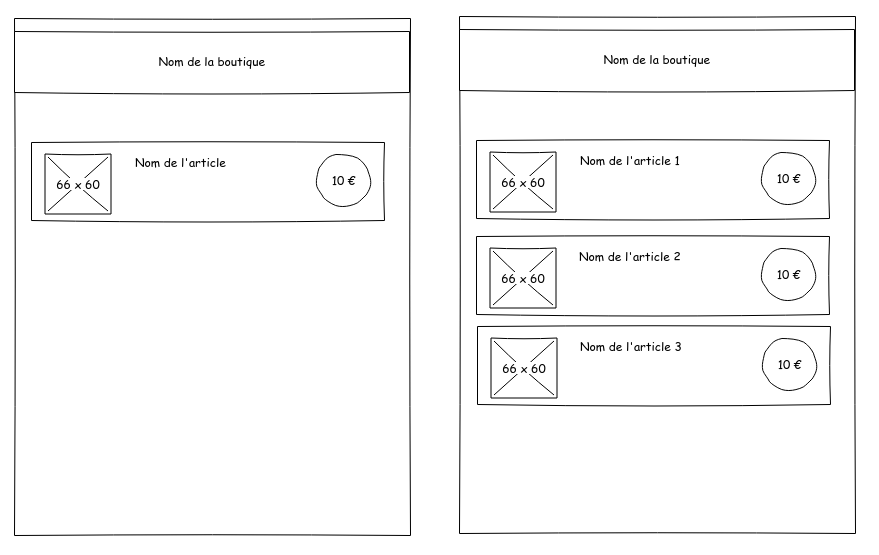 Nom de la boutique
Nom de l'article
66 x 60
10 €
Nom de la boutique
Nom de l'article 1
66 x 60
10 €
Nom de l'article 2
66 x 60
10 €
Nom de l'article 3
66 x 60
10 €